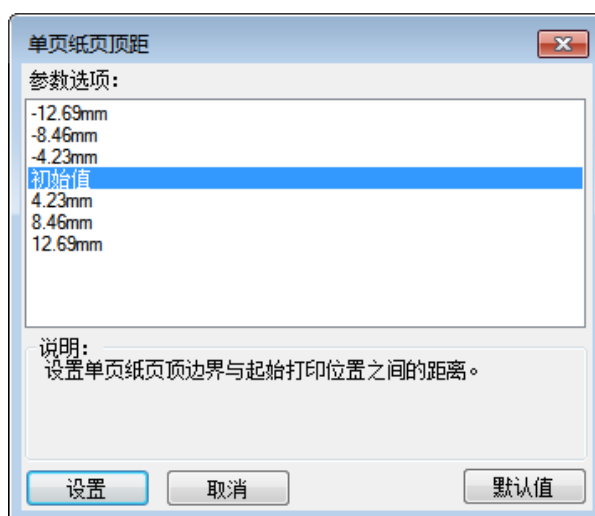 单页纸页顶距
参数选项：
-12.69mm
-8.46mm
-4.23mm
初始值
4.23mm
8.46mm
12.69mm
说明：
设置单页纸页顶边界与起始打印位置之间的距离。
设置 取消 默认值